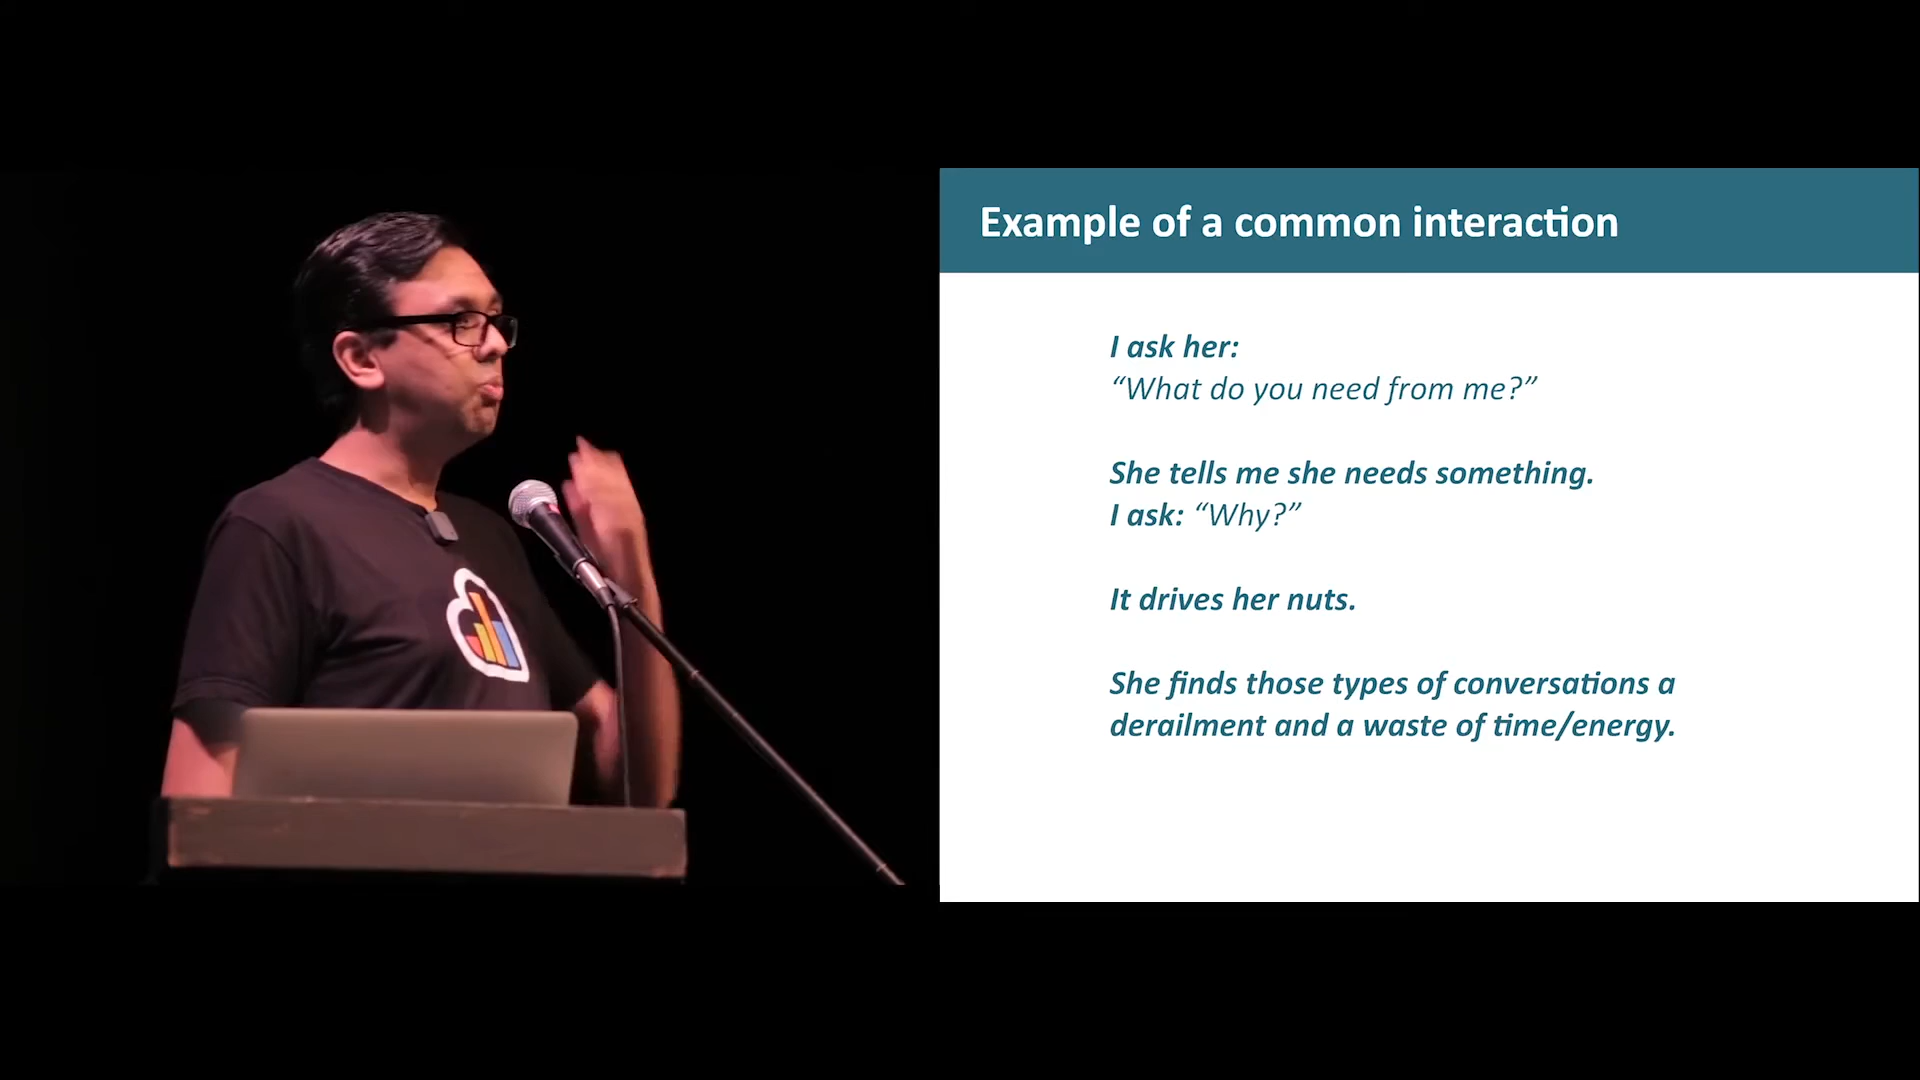 Example of a common interaction
I ask her:
“What do you need from me?”
She tells me she needs something.
I ask: “Why?”
It drives her nuts.
She finds those types of conversations a
derailment and a waste of time/energy.